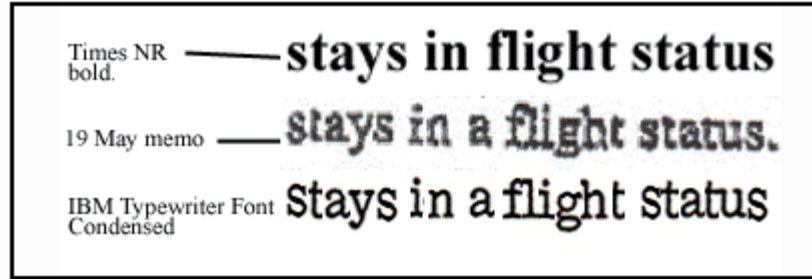 Times NR
bold.
stays in flight status
19 May memo
stays in a flight status.
IBM Typewriter Font
Condensed
stays in a flight status